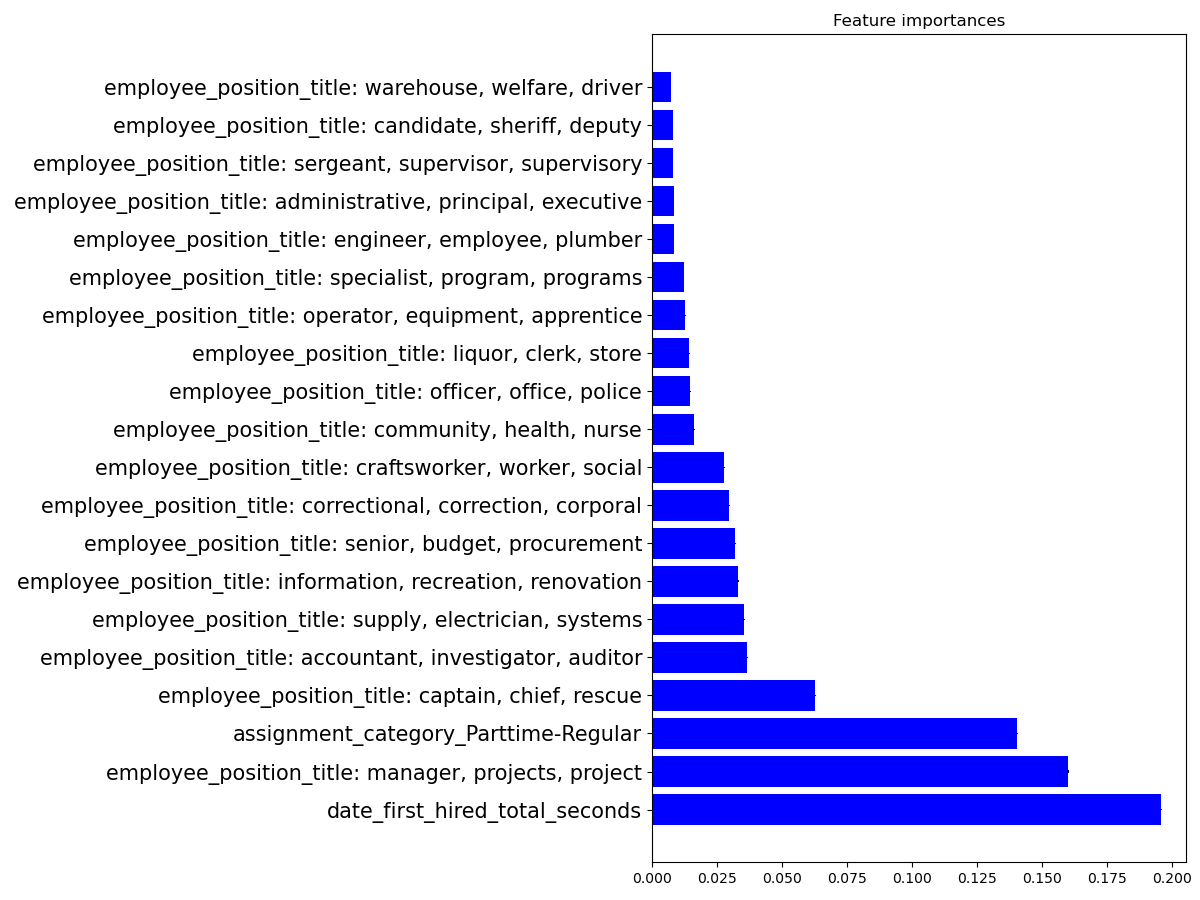 Feature importances
employee_position_title: warehouse, welfare, driver
employee_position_title: candidate, sheriff, deputy
employee_position_title: sergeant, supervisor, supervisory
employee_position_title: administrative, principal, executive
employee_position_title: engineer, employee, plumber
employee_position_title: specialist, program, programs
employee_position_title: operator, equipment, apprentice
employee_position_title: liquor, clerk, store
employee_position_title: officer, office, police
employee_position_title: community, health, nurse
employee_position_title: craftsworker, worker, social
employee_position_title: correctional, correction, corporal
employee_position_title: senior, budget, procurement
employee_position_title: information, recreation, renovation
employee_position_title: supply, electrician, systems
employee_position_title: accountant, investigator, auditor
employee_position_title: captain, chief, rescue
assignment_category_Parttime-Regular
employee_position_title: manager, projects, project
date_first_hired_total_seconds
0.000 0.025 0.050 0.075 0.100 0.125 0.150 0.175 0.200